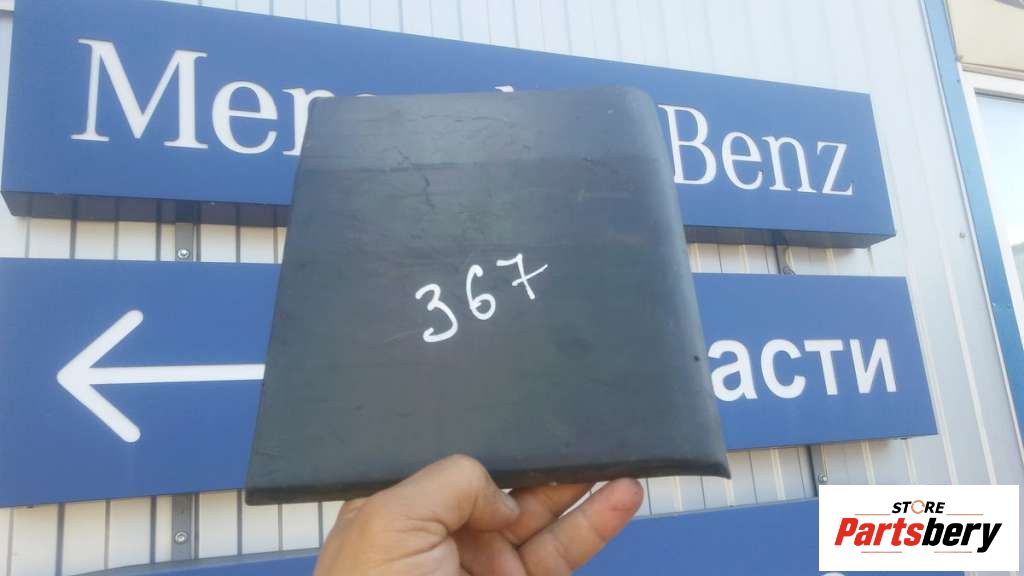 Mer Benz
367
асти
STORE
Partsbery